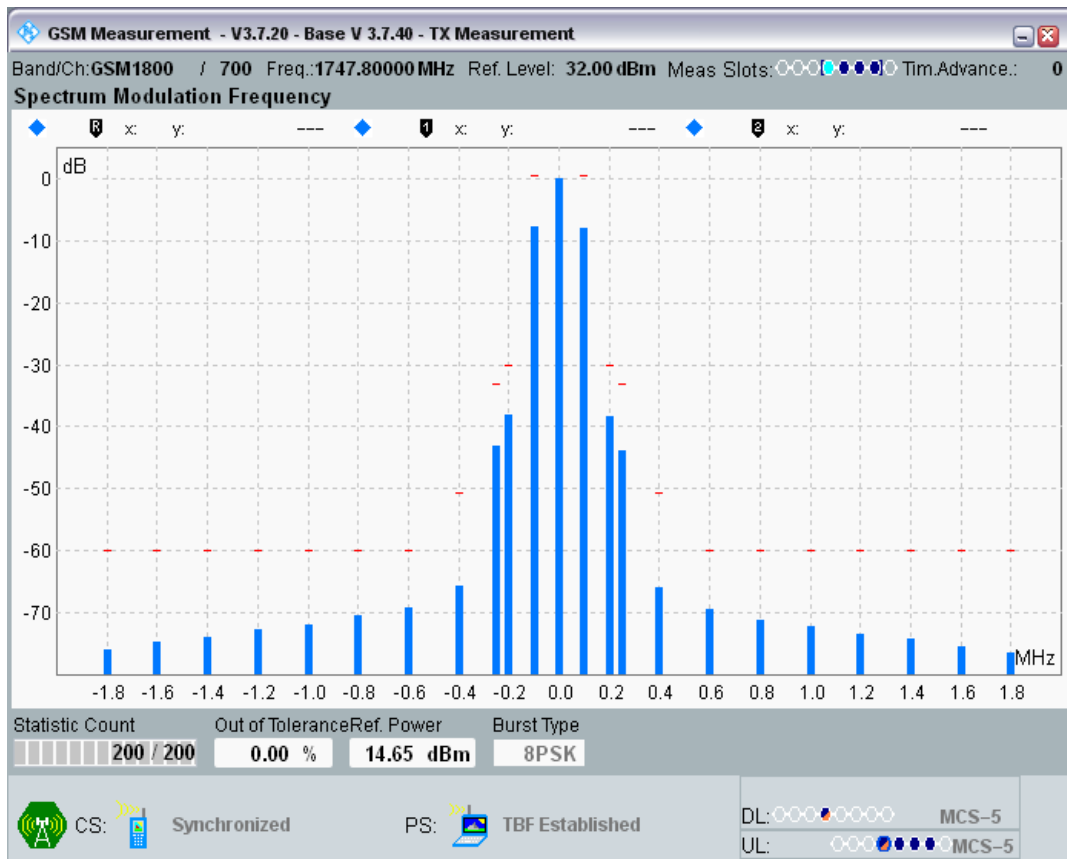 GSM Measurement - V3.7.20 - Base V 3.7.40 - TX Measurement
Band/Ch:GSM1800 / 700 Freq.:1747.80000 MHz Ref. Level: 32.00 dBm Meas Slots: Tim.Advance.: 0
Spectrum Modulation Frequency
R x: y: --- 1 x: y: --- 2 x: y: ---
dB
0
-10
-20
-30
-40
-50
-60
-70
MHz
-1.8 -1.6 -1.4 -1.2 -1.0 -0.8 -0.6 -0.4 -0.2 0.0 0.2 0.4 0.6 0.8 1.0 1.2 1.4 1.6 1.8
Statistic Count Out of Tolerance Ref. Power Burst Type
200 / 200 0.00 % 14.65 dBm 8PSK
CS: Synchronized PS: TBF Established
DL: MCS-5
UL: MCS-5